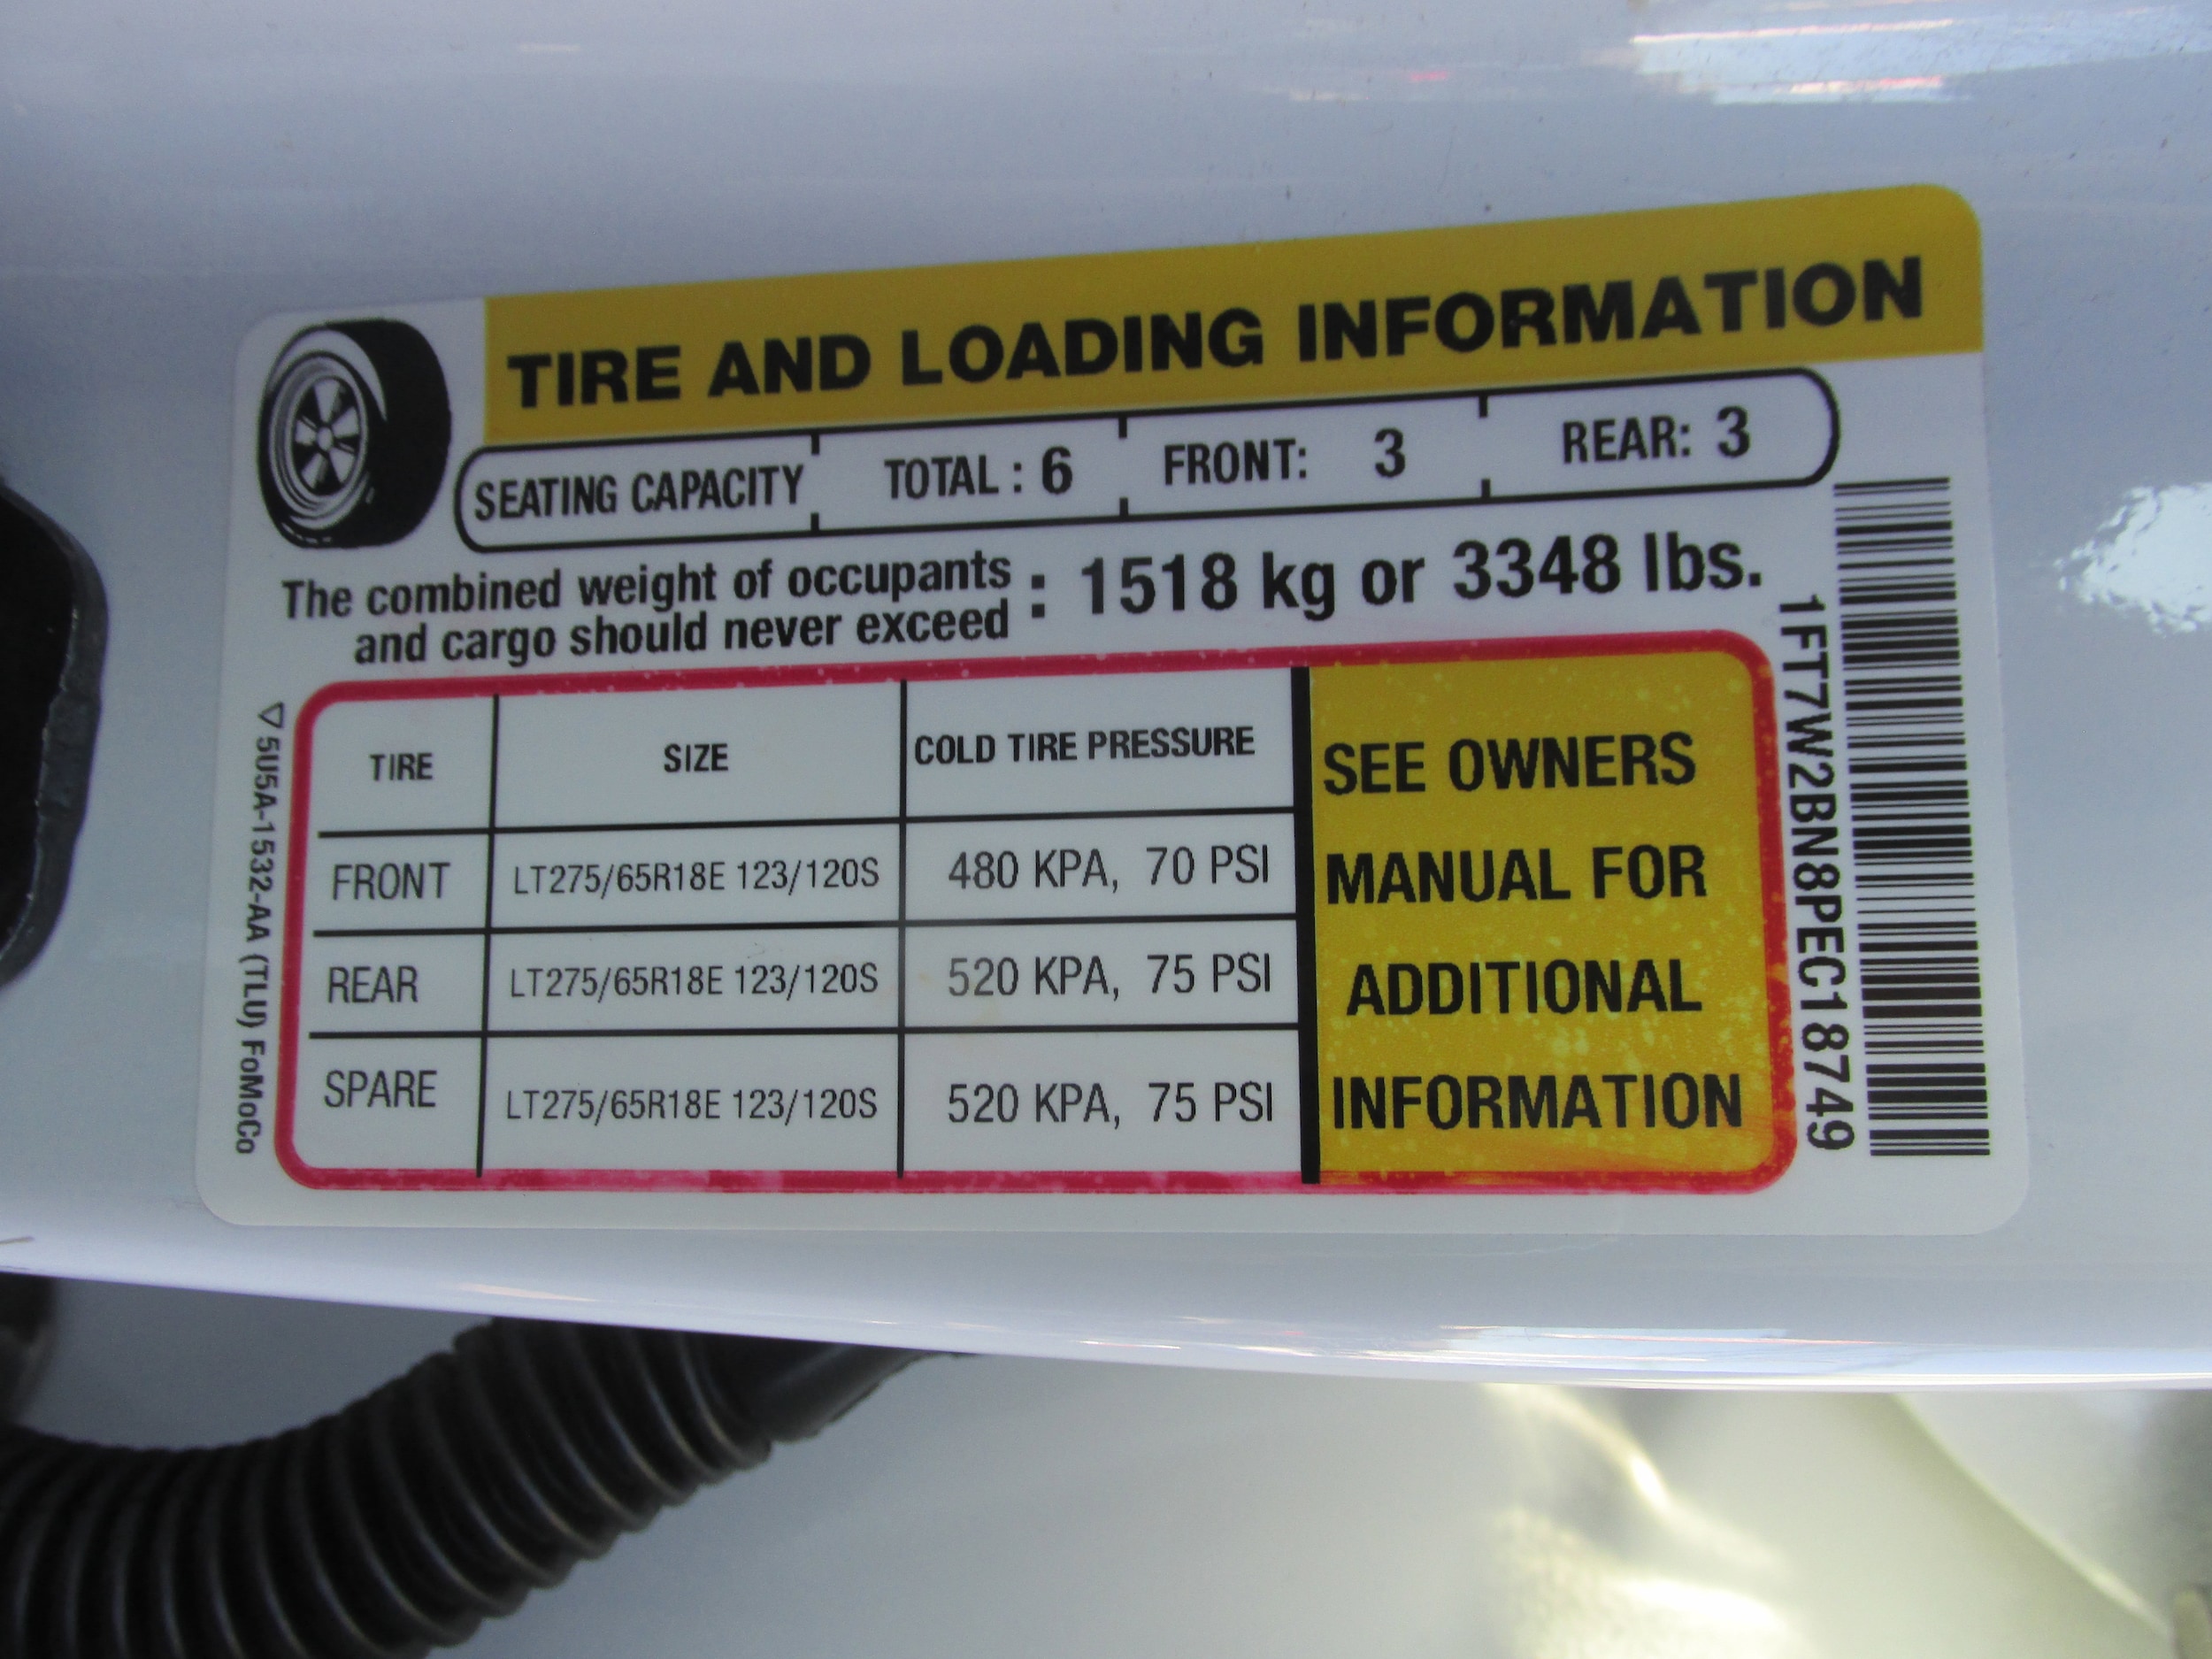 TIRE AND LOADING INFORMATION
SEATING CAPACITY TOTAL : 6 FRONT: 3 REAR: 3
The combined weight of occupants
and cargo should never exceed : 1518 kg or 3348 lbs.
TIRE SIZE COLD TIRE PRESSURE
FRONT LT275/65R18E 123/120S 480 KPA, 70 PSI
REAR LT275/65R18E 123/120S 520 KPA, 75 PSI
SPARE LT275/65R18E 123/120S 520 KPA, 75 PSI
SEE OWNERS
MANUAL FOR
ADDITIONAL
INFORMATION
1FT7W2BN8PEC18749
5U5A-1532-AA (TLU) FoMoCo